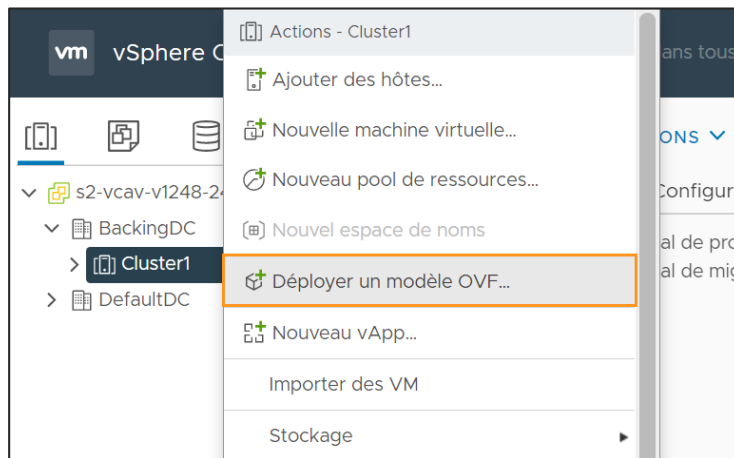 vm vSphere C
ans tous
Actions - Cluster1
Ajouter des hôtes...
Nouvelle machine virtuelle...
Nouveau pool de ressources...
Nouvel espace de noms
Déployer un modèle OVF...
Nouveau vApp...
Importer des VM
Stockage
s2-vcav-v1248-24
BackingDC
Cluster1
DefaultDC
ONS
Configur
al de pro
al de mig